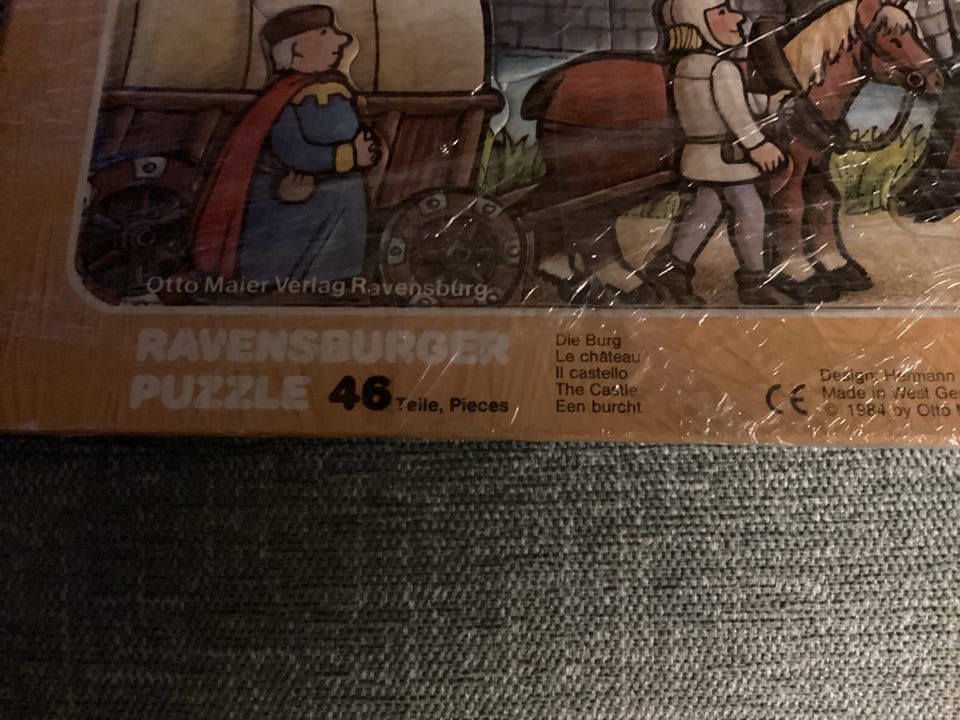 Otto Maier Verlag Ravensburg
RAVENSBURGER
PUZZLE 46 Teile, Pieces
Die Burg
Le château
Il castello
The Castle
Een burcht
CE
Design: Hermann
Made in West Ge
© 1984 by Otto